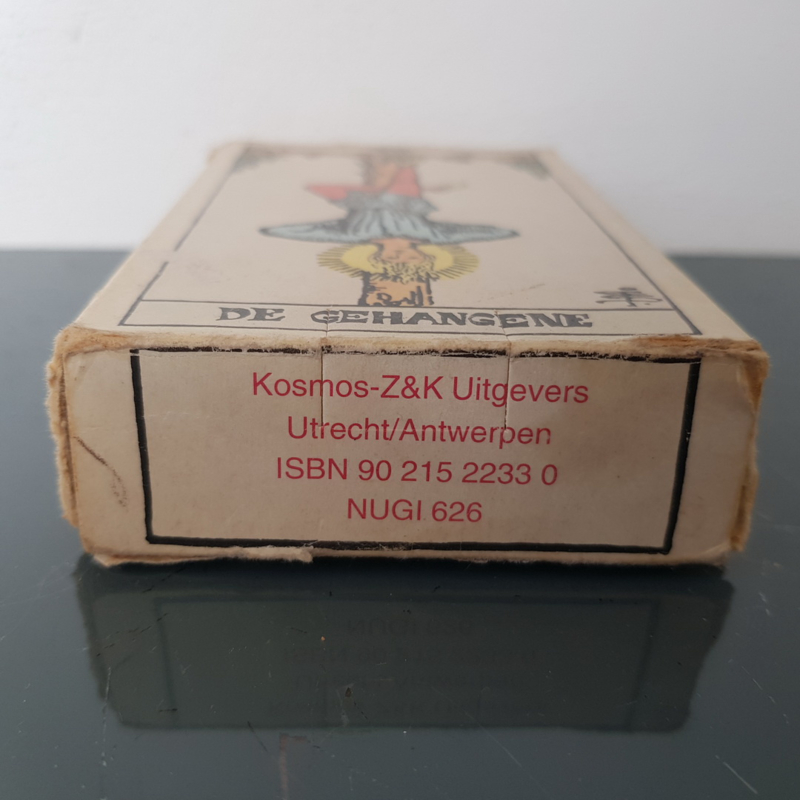 DE GEHANGENE
Kosmos-Z&K Uitgevers
Utrecht/Antwerpen
ISBN 90 215 2233 0
NUGI 626